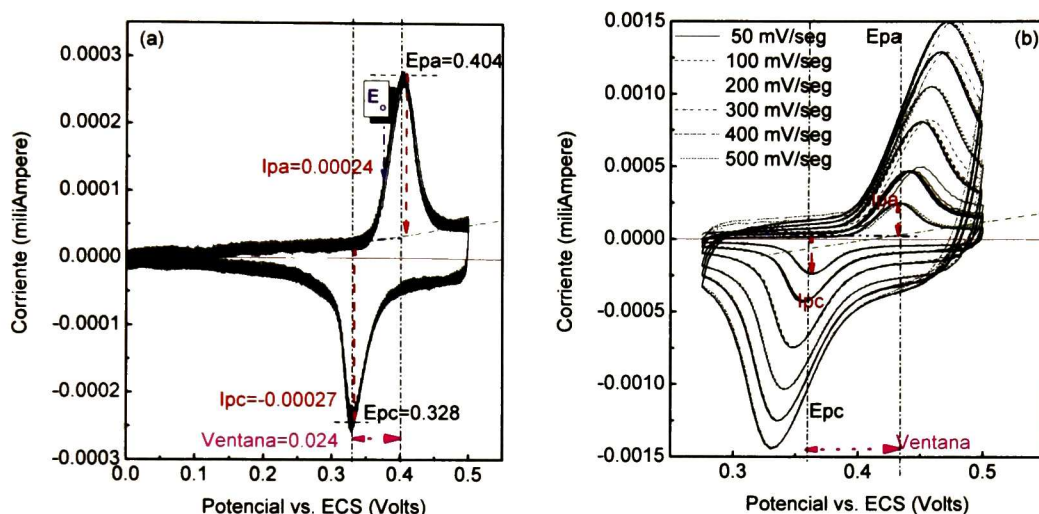 (a)
Corriente (miliAmpere)
0.0003
0.0002
0.0001
0.0000
-0.0001
-0.0002
-0.0003
Epa=0.404
E₀
Ipa=0.00024
Ipc=-0.00027
Epc=0.328
Ventana=0.024
0.0 0.1 0.2 0.3 0.4 0.5
Potencial vs. ECS (Volts)
(b)
Corriente (miliAmpere)
0.0015
0.0010
0.0005
0.0000
-0.0005
-0.0010
-0.0015
50 mV/seg
100 mV/seg
200 mV/seg
300 mV/seg
400 mV/seg
500 mV/seg
Epa
Ipa
Ipc
Epc
Ventana
0.3 0.4 0.5
Potencial vs. ECS (Volts)